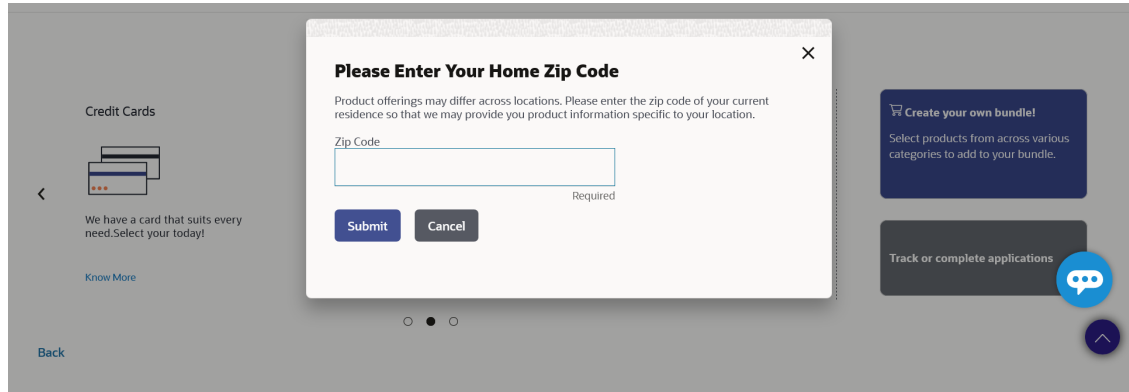 Please Enter Your Home Zip Code
Product offerings may differ across locations. Please enter the zip code of your current
residence so that we may provide you product information specific to your location.
Zip Code
Required
Submit
Cancel
Credit Cards
We have a card that suits every
need.Select your today!
Know More
Create your own bundle!
Select products from across various
categories to add to your bundle.
Track or complete applications
Back